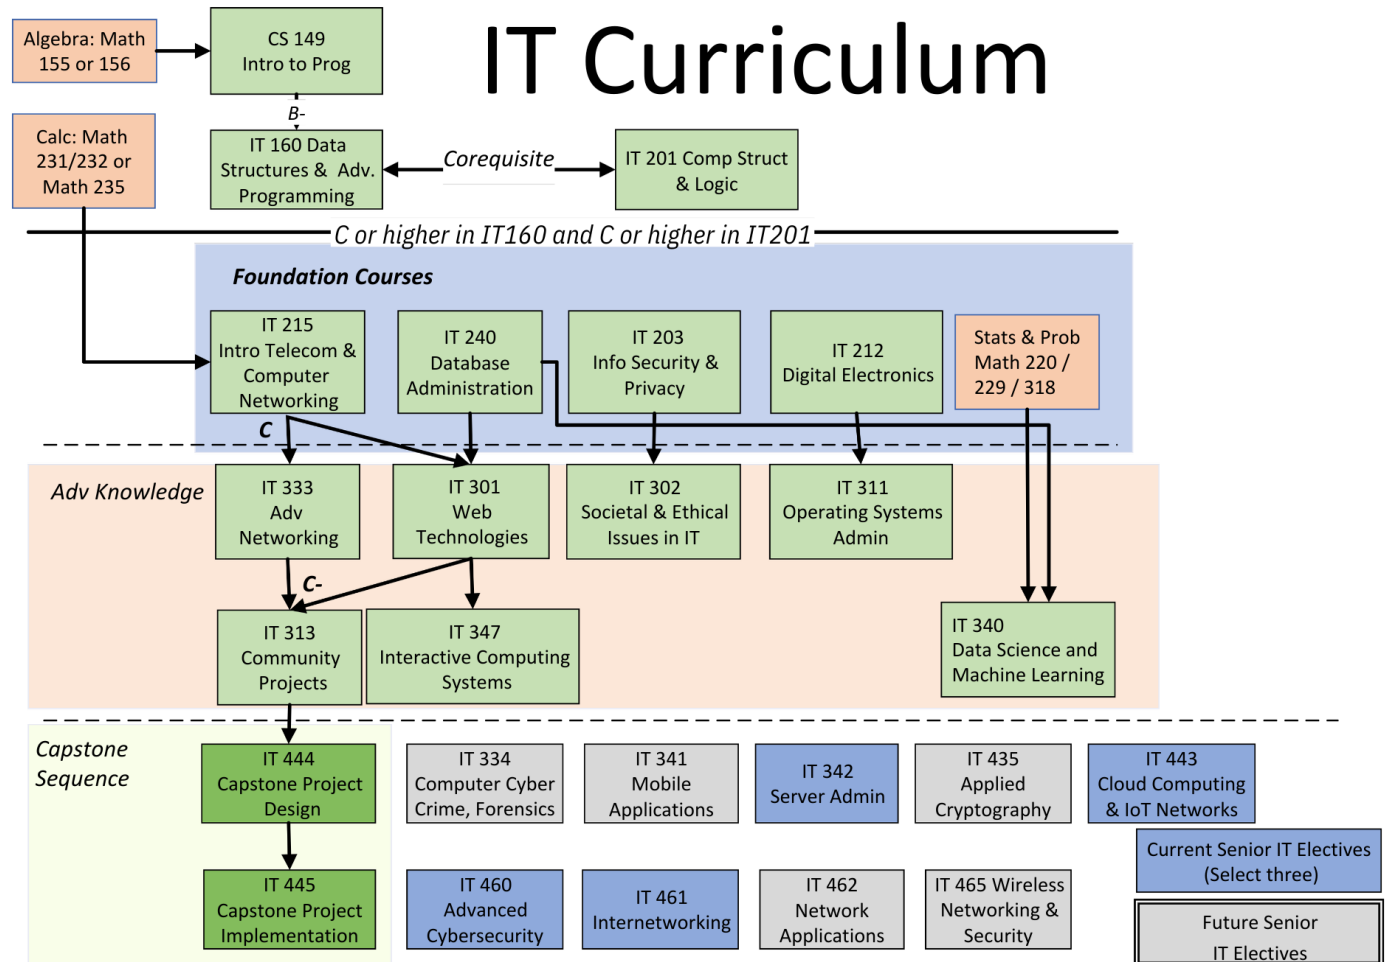 IT Curriculum
Algebra: Math
155 or 156
CS 149
Intro to Prog
B-
Calc: Math
231/232 or
Math 235
IT 160 Data
Structures & Adv.
Programming
Corequisite
IT 201 Comp Struct
& Logic
C or higher in IT160 and C or higher in IT201
Foundation Courses
IT 215
Intro Telecom &
Computer
Networking
IT 240
Database
Administration
IT 203
Info Security &
Privacy
IT 212
Digital Electronics
Stats & Prob
Math 220 /
229 / 318
C
Adv Knowledge
IT 333
Adv
Networking
IT 301
Web
Technologies
IT 302
Societal & Ethical
Issues in IT
IT 311
Operating Systems
Admin
C-
IT 313
Community
Projects
IT 347
Interactive Computing
Systems
IT 340
Data Science and
Machine Learning
Capstone
Sequence
IT 444
Capstone Project
Design
IT 334
Computer Cyber
Crime, Forensics
IT 341
Mobile
Applications
IT 342
Server Admin
IT 435
Applied
Cryptography
IT 443
Cloud Computing
& IoT Networks
IT 445
Capstone Project
Implementation
IT 460
Advanced
Cybersecurity
IT 461
Internetworking
IT 462
Network
Applications
IT 465 Wireless
Networking &
Security
Current Senior IT Electives
(Select three)
Future Senior
IT Electives